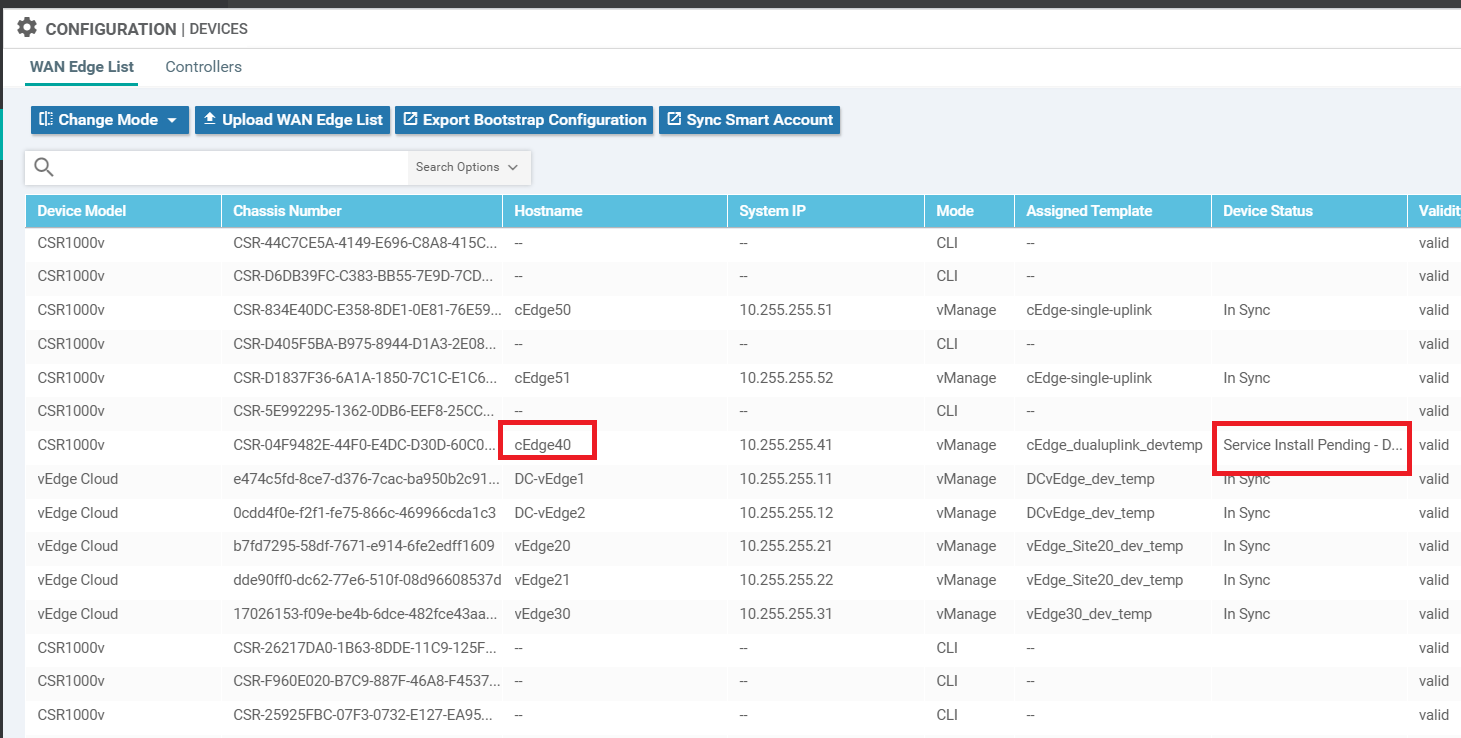 CONFIGURATION | DEVICES
WAN Edge List Controllers
Change Mode Upload WAN Edge List Export Bootstrap Configuration Sync Smart Account
Search Options
Device Model Chassis Number Hostname System IP Mode Assigned Template Device Status Validit
CSR1000v CSR-44C7CE5A-4149-E696-C8A8-415C... -- -- CLI -- valid
CSR1000v CSR-D6DB39FC-C383-BB55-7E9D-7CD... -- -- CLI -- valid
CSR1000v CSR-834E40DC-E358-8DE1-0E81-76E59... cEdge50 10.255.255.51 vManage cEdge-single-uplink In Sync valid
CSR1000v CSR-D405F5BA-B975-8944-D1A3-2E08... -- -- CLI -- valid
CSR1000v CSR-D1837F36-6A1A-1850-7C1C-E1C6... cEdge51 10.255.255.52 vManage cEdge-single-uplink In Sync valid
CSR1000v CSR-5E992295-1362-0DB6-EEF8-25CC... -- -- CLI -- valid
CSR1000v CSR-04F9482E-44F0-E4DC-D30D-60C0... cEdge40 10.255.255.41 vManage cEdge_dualuplink_devtemp Service Install Pending - D... valid
vEdge Cloud e474c5fd-8ce7-d376-7cac-ba950b2c91... DC-vEdge1 10.255.255.11 vManage DCvEdge_dev_temp In Sync valid
vEdge Cloud 0cdd4f0e-f2f1-fe75-866c-469966cda1c3 DC-vEdge2 10.255.255.12 vManage DCvEdge_dev_temp In Sync valid
vEdge Cloud b7fd7295-58df-7671-e914-6fe2edff1609 vEdge20 10.255.255.21 vManage vEdge_Site20_dev_temp In Sync valid
vEdge Cloud dde90ff0-dc62-77e6-510f-08d96608537d vEdge21 10.255.255.22 vManage vEdge_Site20_dev_temp In Sync valid
vEdge Cloud 17026153-f09e-be4b-6dce-482fce43aa... vEdge30 10.255.255.31 vManage vEdge30_dev_temp In Sync valid
CSR1000v CSR-26217DA0-1B63-8DDE-11C9-125F... -- -- CLI -- valid
CSR1000v CSR-F960E020-B7C9-887F-46A8-F4537... -- -- CLI -- valid
CSR1000v CSR-25925FBC-07F3-0732-E127-EA95... -- -- CLI -- valid